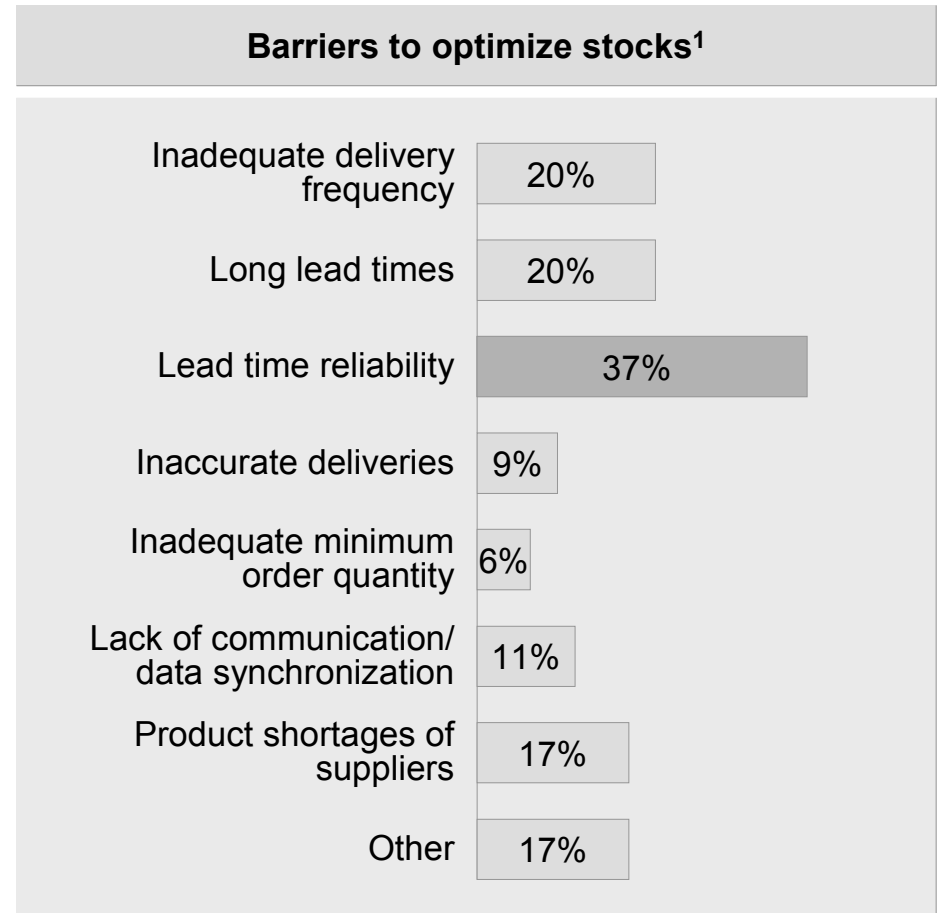 Barriers to optimize stocks¹
Inadequate delivery
frequency
20%
Long lead times
20%
Lead time reliability
37%
Inaccurate deliveries
9%
Inadequate minimum
order quantity
6%
Lack of communication/
data synchronization
11%
Product shortages of
suppliers
17%
Other
17%